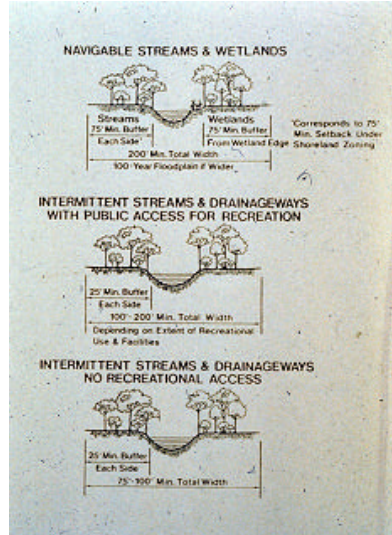 NAVIGABLE STREAMS & WETLANDS
Streams Wetlands
75' Min. Buffer 75' Min. Buffer "Corresponds to 75'
Each Side From Wetland Edge Min. Setback Under
200' Min. Total Width Shoreland Zoning"
100-Year Floodplain if Wider
INTERMITTENT STREAMS & DRAINAGEWAYS
WITH PUBLIC ACCESS FOR RECREATION
25' Min. Buffer
Each Side
100'-200' Min. Total Width
Depending on Extent of Recreational
Use & Facilities
INTERMITTENT STREAMS & DRAINAGEWAYS
NO RECREATIONAL ACCESS
25' Min. Buffer
Each Side
75'-100' Min. Total Width